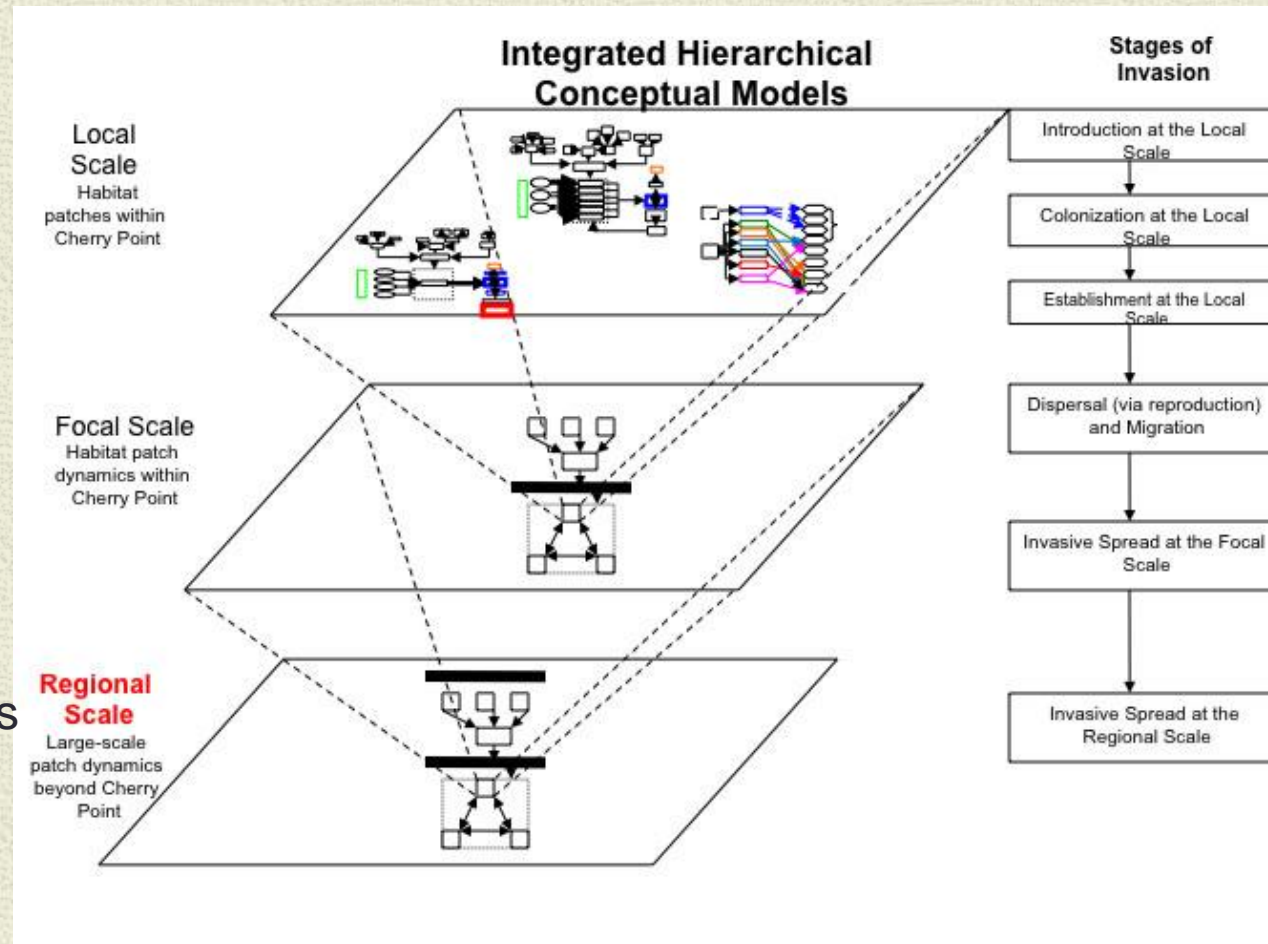 Integrated Hierarchical
Conceptual Models
Stages of
Invasion
Local
Scale
Habitat
patches within
Cherry Point
Focal Scale
Habitat patch
dynamics within
Cherry Point
s
Regional
Scale
Large-scale
patch dynamics
beyond Cherry
Point
Introduction at the Local
Scale
Colonization at the Local
Scale
Establishment at the Local
Scale
Dispersal (via reproduction)
and Migration
Invasive Spread at the Focal
Scale
Invasive Spread at the
Regional Scale